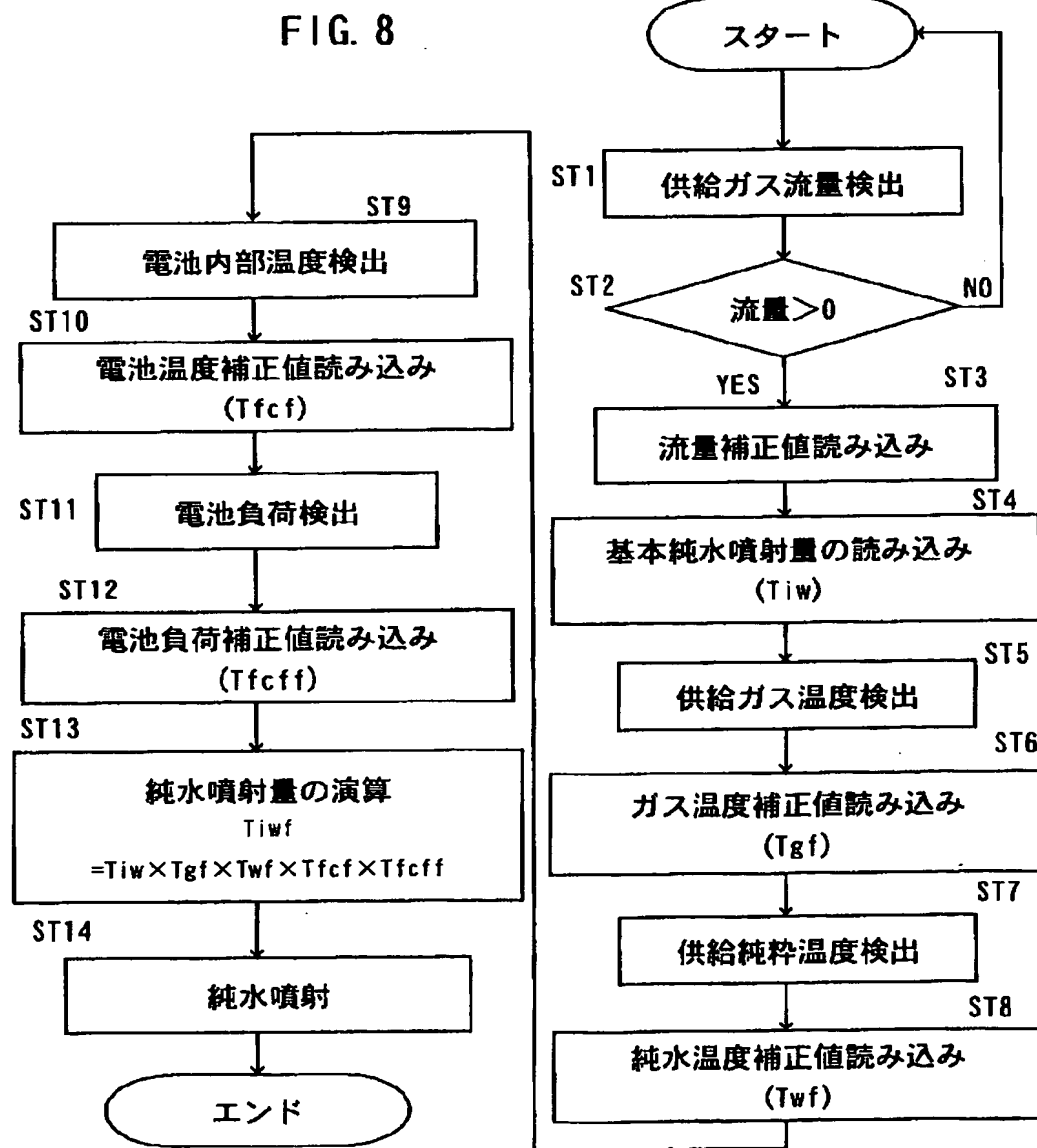 FIG. 8
スタート
ST1
供給ガス流量検出
ST2
流量＞0
NO
YES
ST3
流量補正値読み込み
ST4
基本純水噴射量の読み込み
(Tiw)
ST5
供給ガス温度検出
ST6
ガス温度補正値読み込み
(Tgf)
ST7
供給純粋温度検出
ST8
純水温度補正値読み込み
(Twf)
ST9
電池内部温度検出
ST10
電池温度補正値読み込み
(Tfcf)
ST11
電池負荷検出
ST12
電池負荷補正値読み込み
(Tfcff)
ST13
純水噴射量の演算
Tiwf
=Tiw×Tgf×Twf×Tfcf×Tfcff
ST14
純水噴射
エンド